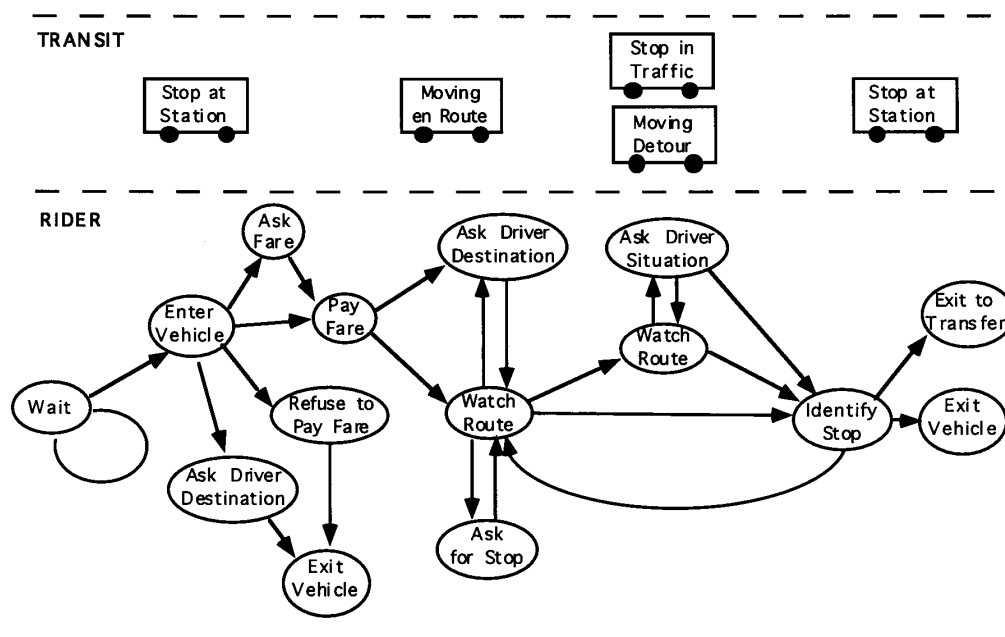 TRANSIT
Stop at
Station
Moving
en Route
Stop in
Traffic
Moving
Detour
Stop at
Station
RIDER
Ask
Fare
Ask Driver
Destination
Ask Driver
Situation
Enter
Vehicle
Pay
Fare
Watch
Route
Exit to
Transfer
Wait
Refuse to
Pay Fare
Watch
Route
Identify
Stop
Exit
Vehicle
Ask Driver
Destination
Ask
for Stop
Exit
Vehicle